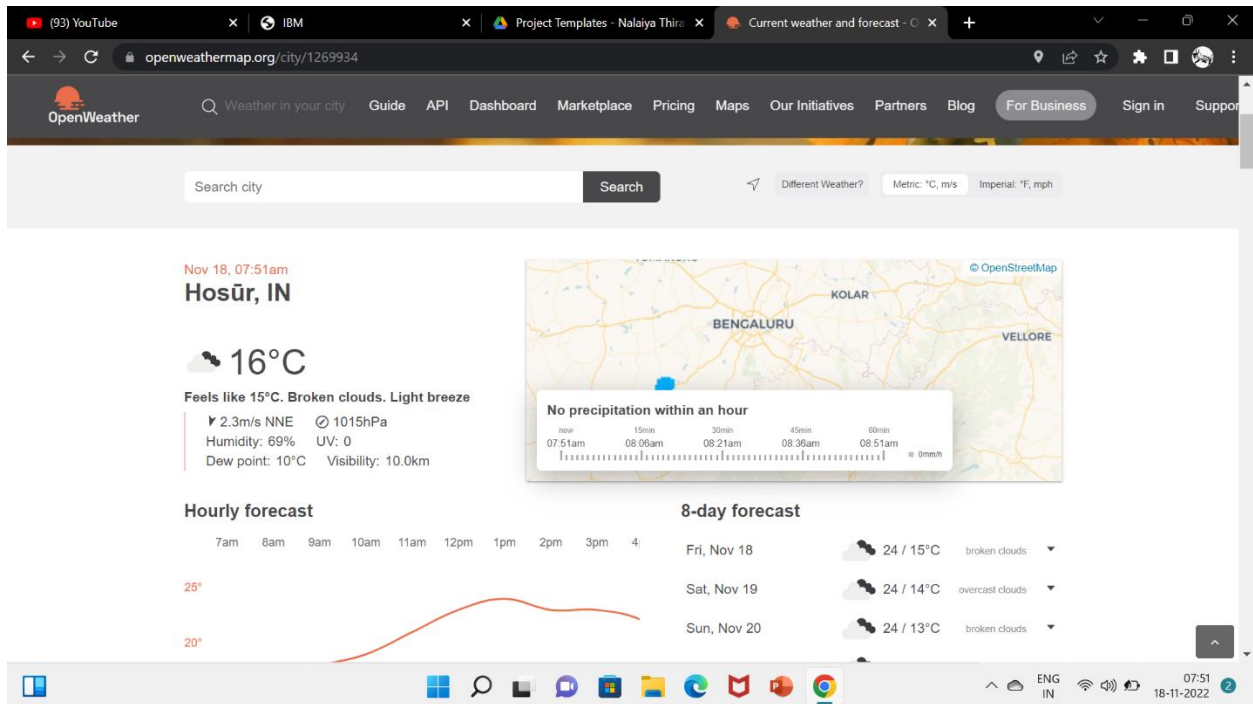 (93) YouTube
IBM
Project Templates - Nalaiya Thira
Current weather and forecast - O
openweathermap.org/city/1269934
OpenWeather
Weather in your city Guide API Dashboard Marketplace Pricing Maps Our Initiatives Partners Blog For Business Sign in Suppor
Search city Search Different Weather? Metric: °C, m/s Imperial: °F, mph
Nov 18, 07:51am
Hosūr, IN
16°C
Feels like 15°C. Broken clouds. Light breeze
2.3m/s NNE 1015hPa
Humidity: 69% UV: 0
Dew point: 10°C Visibility: 10.0km
© OpenStreetMap
KOLAR
BENGALURU
VELLORE
No precipitation within an hour
now 15min 30min 45min 60min
07:51am 08:06am 08:21am 08:36am 08:51am
0mm/h
Hourly forecast
7am 8am 9am 10am 11am 12pm 1pm 2pm 3pm 4
25°
20°
8-day forecast
Fri, Nov 18 24 / 15°C broken clouds
Sat, Nov 19 24 / 14°C overcast clouds
Sun, Nov 20 24 / 13°C broken clouds
ENG
IN
07:51
18-11-2022
2